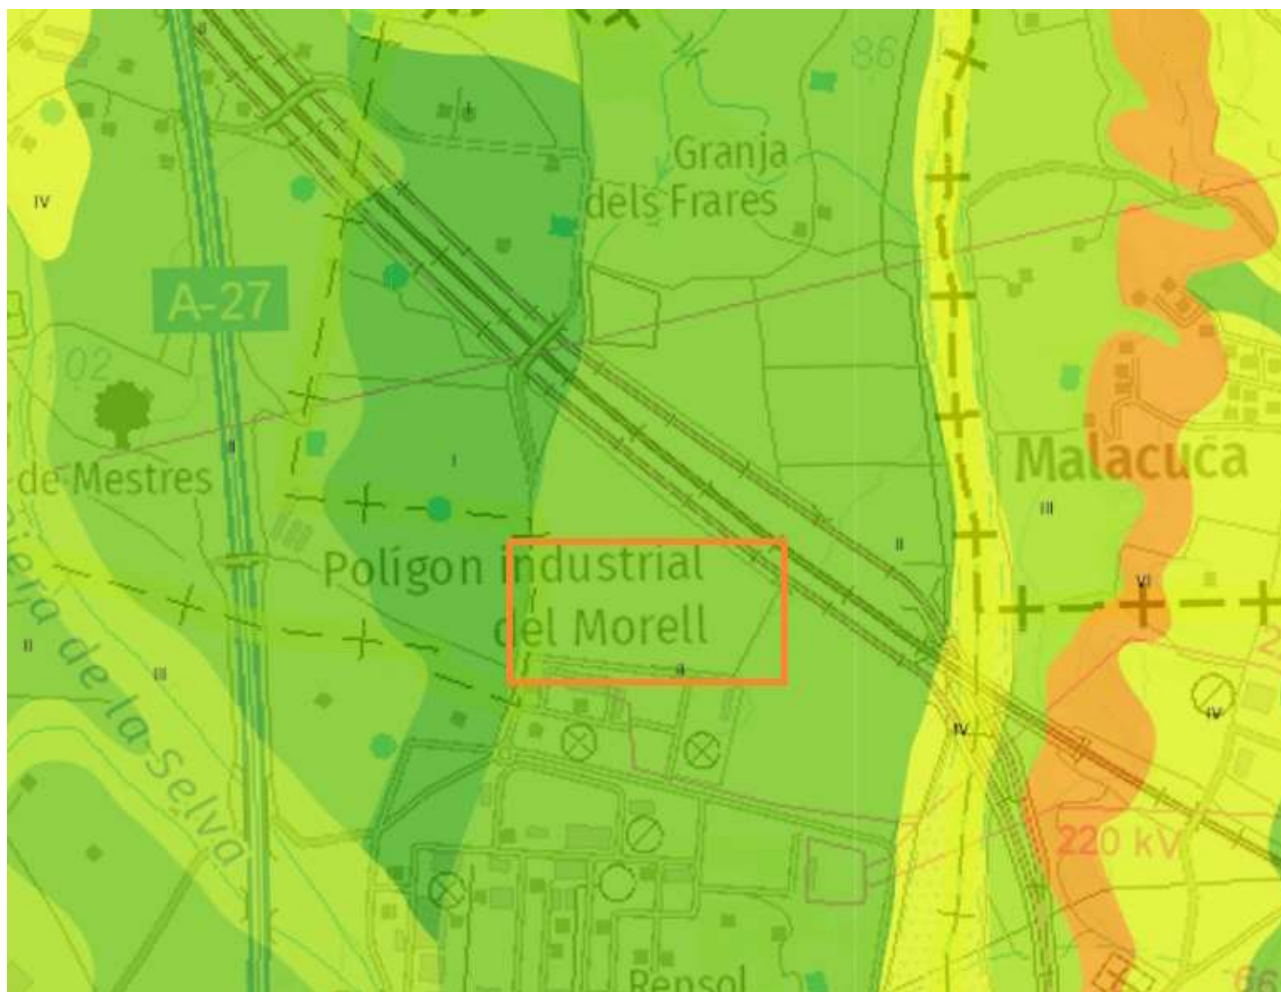 86
Granja
dels Frares
IV
A-27
102
II
I
Malacuca
de Mestres
III
II
Polígon industrial
VI
del Morell
II
III
Riera de la Selva
IV
IV
220 kV
Repsol
66